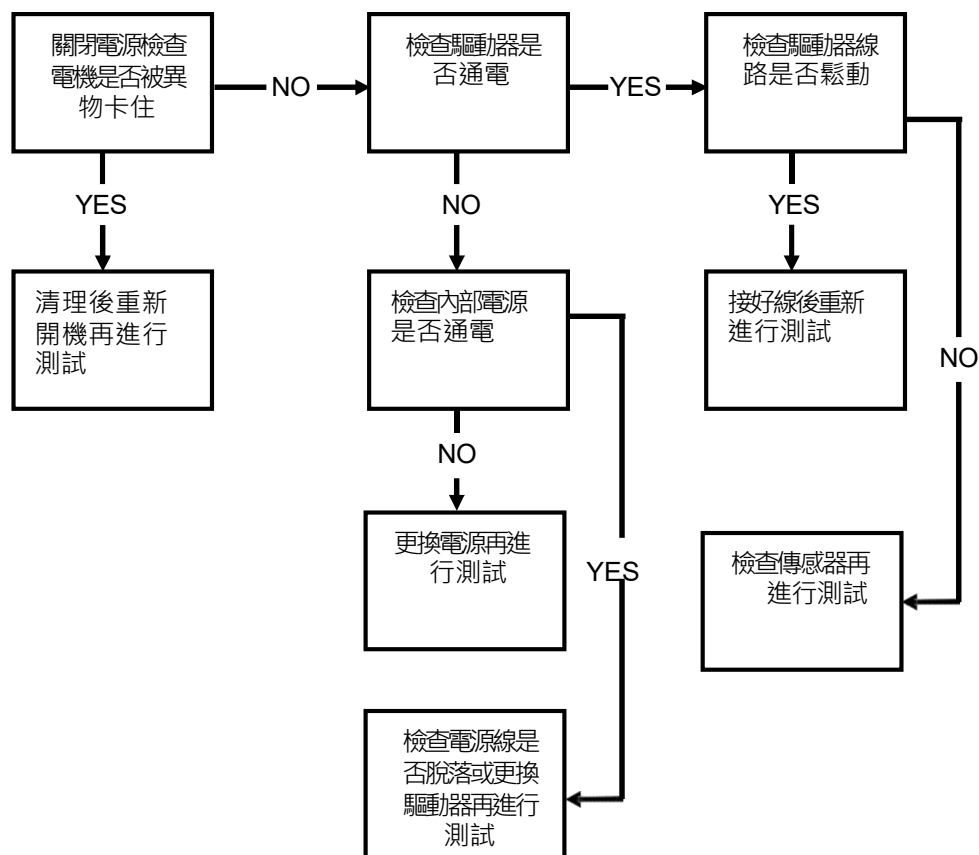 關閉電源檢查
電機是否被異
物卡住
NO
檢查驅動器是
否通電
YES
檢查驅動器線
路是否鬆動
YES
NO
YES
清理後重新
開機再進行
測試
檢查內部電源
是否通電
接好線後重新
進行測試
NO
NO
更換電源再進
行測試
YES
檢查傳感器再
進行測試
檢查電源線是
否脫落或更換
驅動器再進行
測試